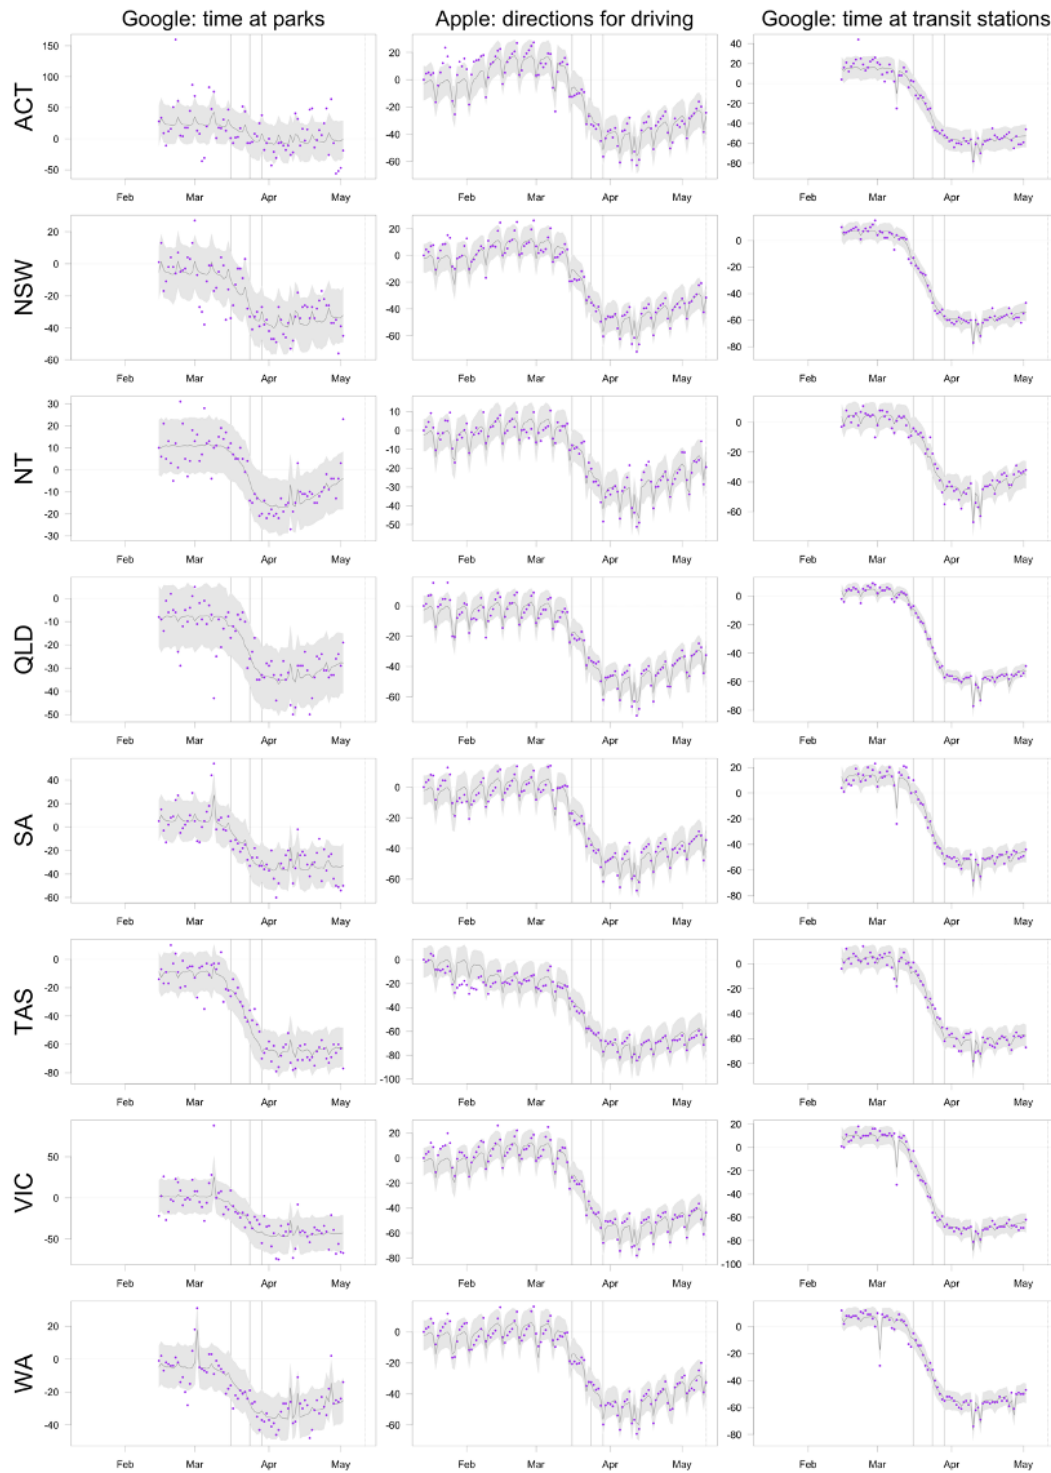 Google: time at parks Apple: directions for driving Google: time at transit stations
ACT
150 100 50 0 -50
20 0 -20 -40 -60
40 20 0 -20 -40 -60 -80
Feb Mar Apr May Feb Mar Apr May Feb Mar Apr May
NSW
20 0 -20 -40 -60
20 0 -20 -40 -60
0 -20 -40 -60 -80
Feb Mar Apr May Feb Mar Apr May Feb Mar Apr May
NT
30 20 10 0 -10 -20 -30
10 0 -10 -20 -30 -40 -50
0 -20 -40 -60
Feb Mar Apr May Feb Mar Apr May Feb Mar Apr May
QLD
0 -10 -20 -30 -40 -50
0 -20 -40 -60
0 -20 -40 -60 -80
Feb Mar Apr May Feb Mar Apr May Feb Mar Apr May
SA
40 20 0 -20 -40 -60
0 -20 -40 -60
20 0 -20 -40 -60 -80
Feb Mar Apr May Feb Mar Apr May Feb Mar Apr May
TAS
0 -20 -40 -60 -80
0 -20 -40 -60 -80 -100
0 -20 -40 -60 -80
Feb Mar Apr May Feb Mar Apr May Feb Mar Apr May
VIC
50 0 -50
20 0 -20 -40 -60 -80
20 0 -20 -40 -60 -80 -100
Feb Mar Apr May Feb Mar Apr May Feb Mar Apr May
WA
20 0 -20 -40
0 -20 -40 -60
0 -20 -40 -60 -80
Feb Mar Apr May Feb Mar Apr May Feb Mar Apr May